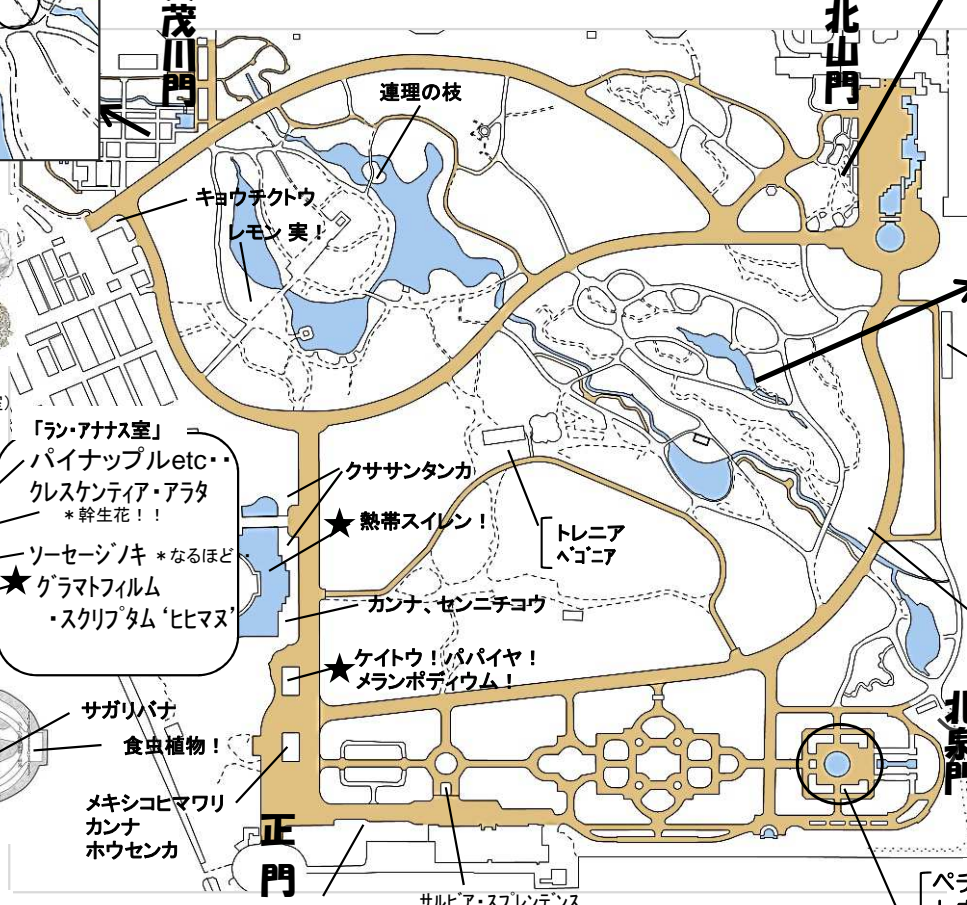 茂川門
北山門
連理の枝
キョウチクトウ
レモン 実！
「ラン・アナナス室」
パイナップルetc・・
クレスケンティア・アラタ
＊幹生花！！
ソーセージノキ ＊なるほど・・
★ グラマトフィルム
・スクリプタム‘ヒヒマヌ’
クササンタンカ
★ 熱帯スイレン！
トレニア
ベゴニア
カンナ、センニチコウ
★ ケイトウ！パパイヤ！
メランポディウム！
サガリバナ
食虫植物！
メキシコヒマワリ
カンナ
ホウセンカ
正門
北泉門
サルビア・スプレンデンス
「ペラ